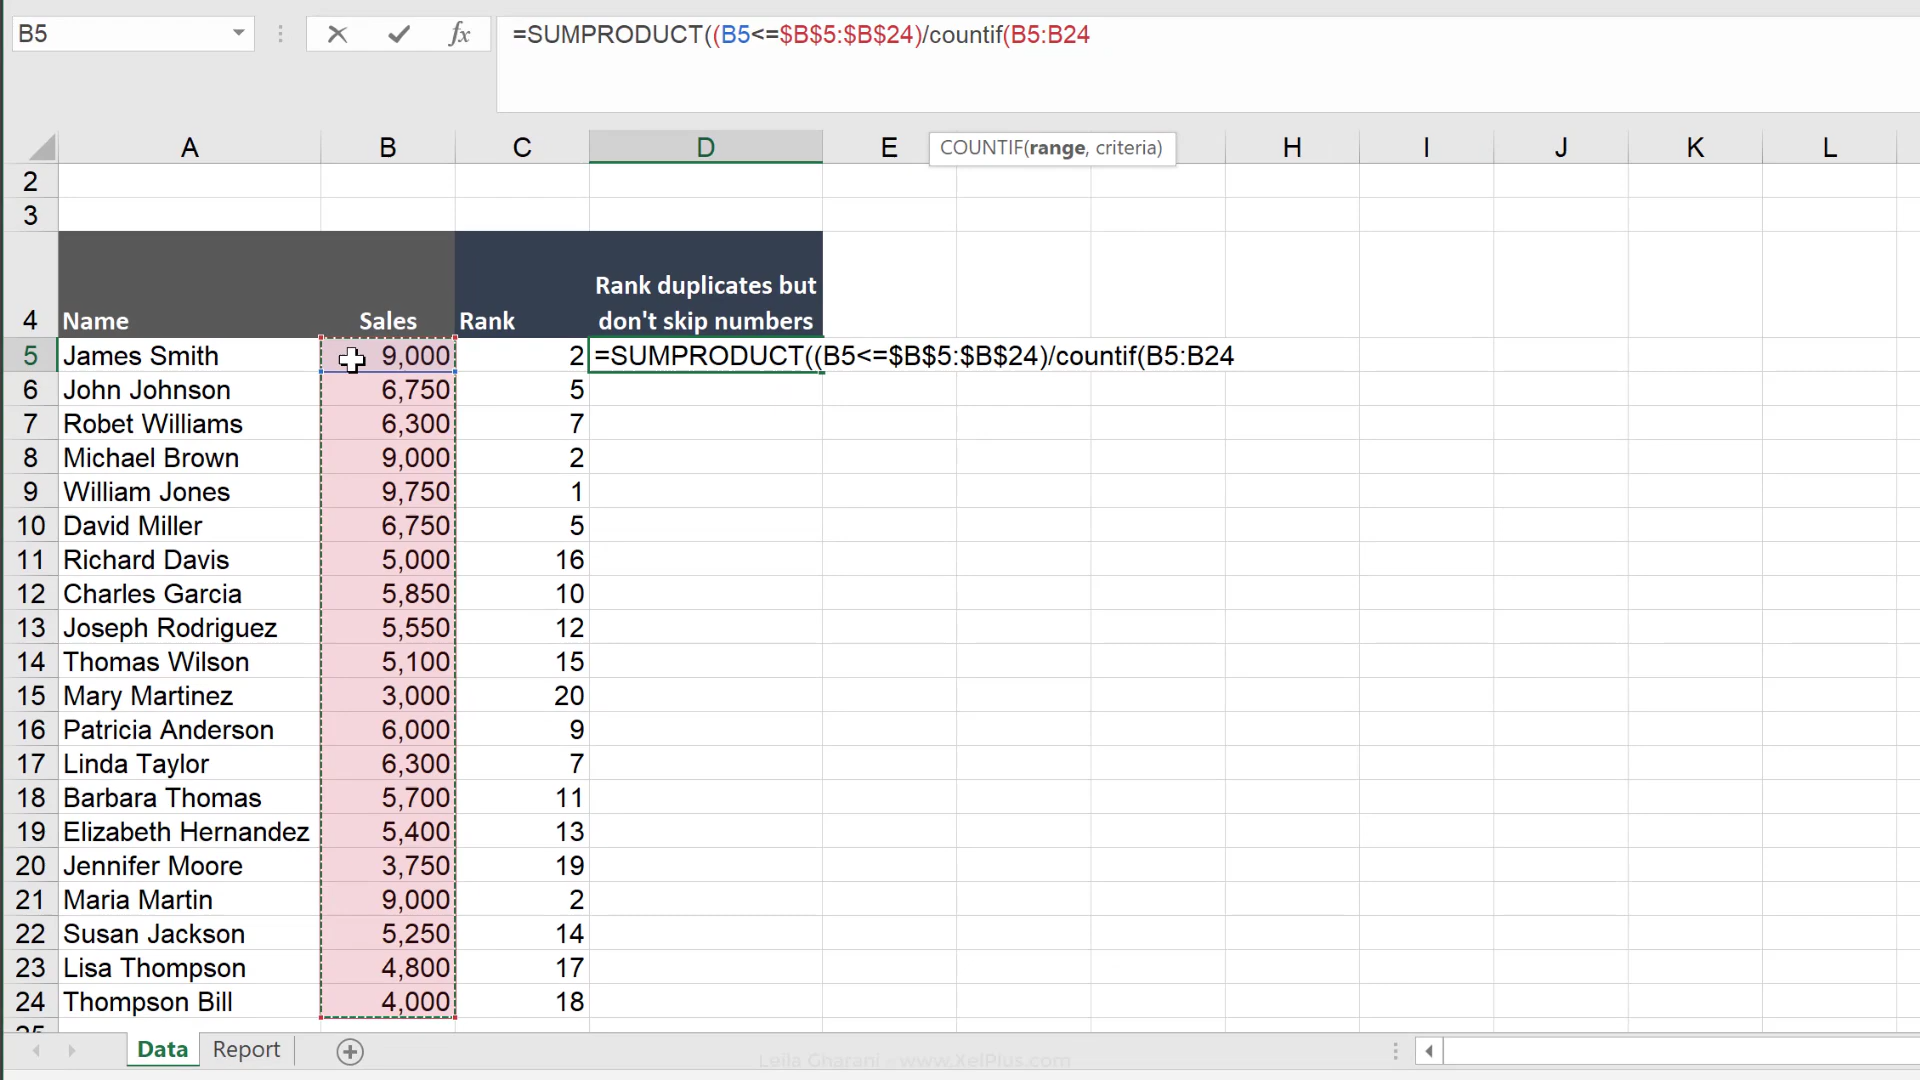 B5 fx =SUMPRODUCT((B5<=$B$5:$B$24)/countif(B5:B24
COUNTIF(range, criteria)
A B C D E H I J K L
2
3
4 Name Sales Rank Rank duplicates but don't skip numbers
5 James Smith 9,000 2 =SUMPRODUCT((B5<=$B$5:$B$24)/countif(B5:B24
6 John Johnson 6,750 5
7 Robet Williams 6,300 7
8 Michael Brown 9,000 2
9 William Jones 9,750 1
10 David Miller 6,750 5
11 Richard Davis 5,000 16
12 Charles Garcia 5,850 10
13 Joseph Rodriguez 5,550 12
14 Thomas Wilson 5,100 15
15 Mary Martinez 3,000 20
16 Patricia Anderson 6,000 9
17 Linda Taylor 6,300 7
18 Barbara Thomas 5,700 11
19 Elizabeth Hernandez 5,400 13
20 Jennifer Moore 3,750 19
21 Maria Martin 9,000 2
22 Susan Jackson 5,250 14
23 Lisa Thompson 4,800 17
24 Thompson Bill 4,000 18
25
Data Report
Leila Gharani - www.XelPlus.com